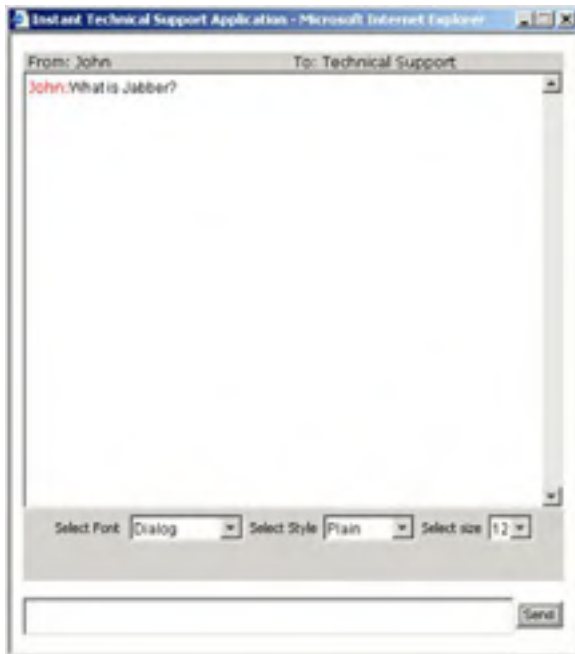 Instant Technical Support Application - Microsoft Internet Explorer
From: John To: Technical Support
John:What is Jabber?
Select Font Dialog Select Style Plain Select size 12
Send